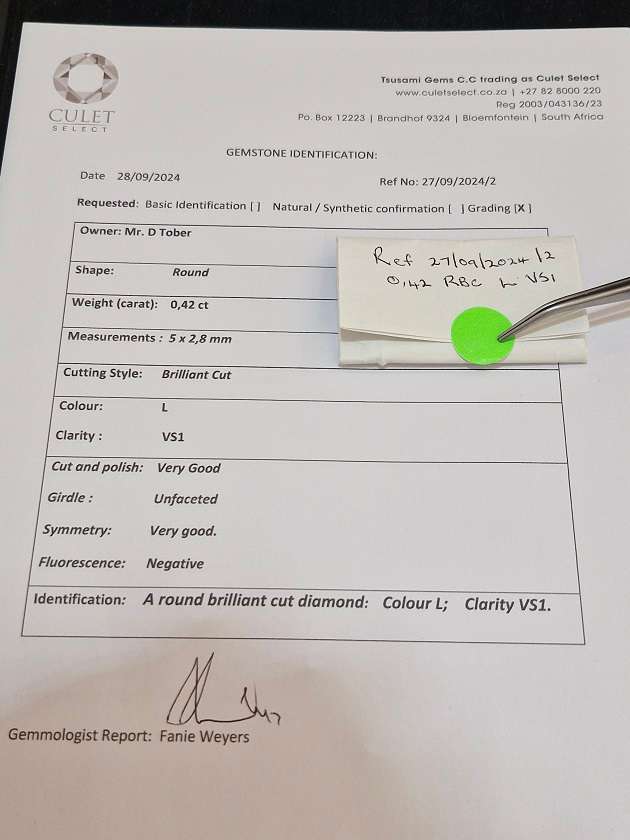 CULET
SELECT
Tsusami Gems C.C trading as Culet Select
www.culetselect.co.za | +27 82 8000 220
Reg 2003/043136/23
Po. Box 12223 | Brandhof 9324 | Bloemfontein | South Africa
GEMSTONE IDENTIFICATION:
Date 28/09/2024
Ref No: 27/09/2024/2
Requested: Basic Identification [ ] Natural / Synthetic confirmation [ ] Grading [X]
Owner: Mr. D Tober
Shape: Round
Weight (carat): 0,42 ct
Measurements : 5 x 2,8 mm
Cutting Style: Brilliant Cut
Colour: L
Clarity : VS1
Cut and polish: Very Good
Girdle : Unfaceted
Symmetry: Very good.
Fluorescence: Negative
Identification: A round brilliant cut diamond: Colour L; Clarity VS1.
Ref 27/09/2024/2
0,42 RBC L VS1
Gemmologist Report: Fanie Weyers